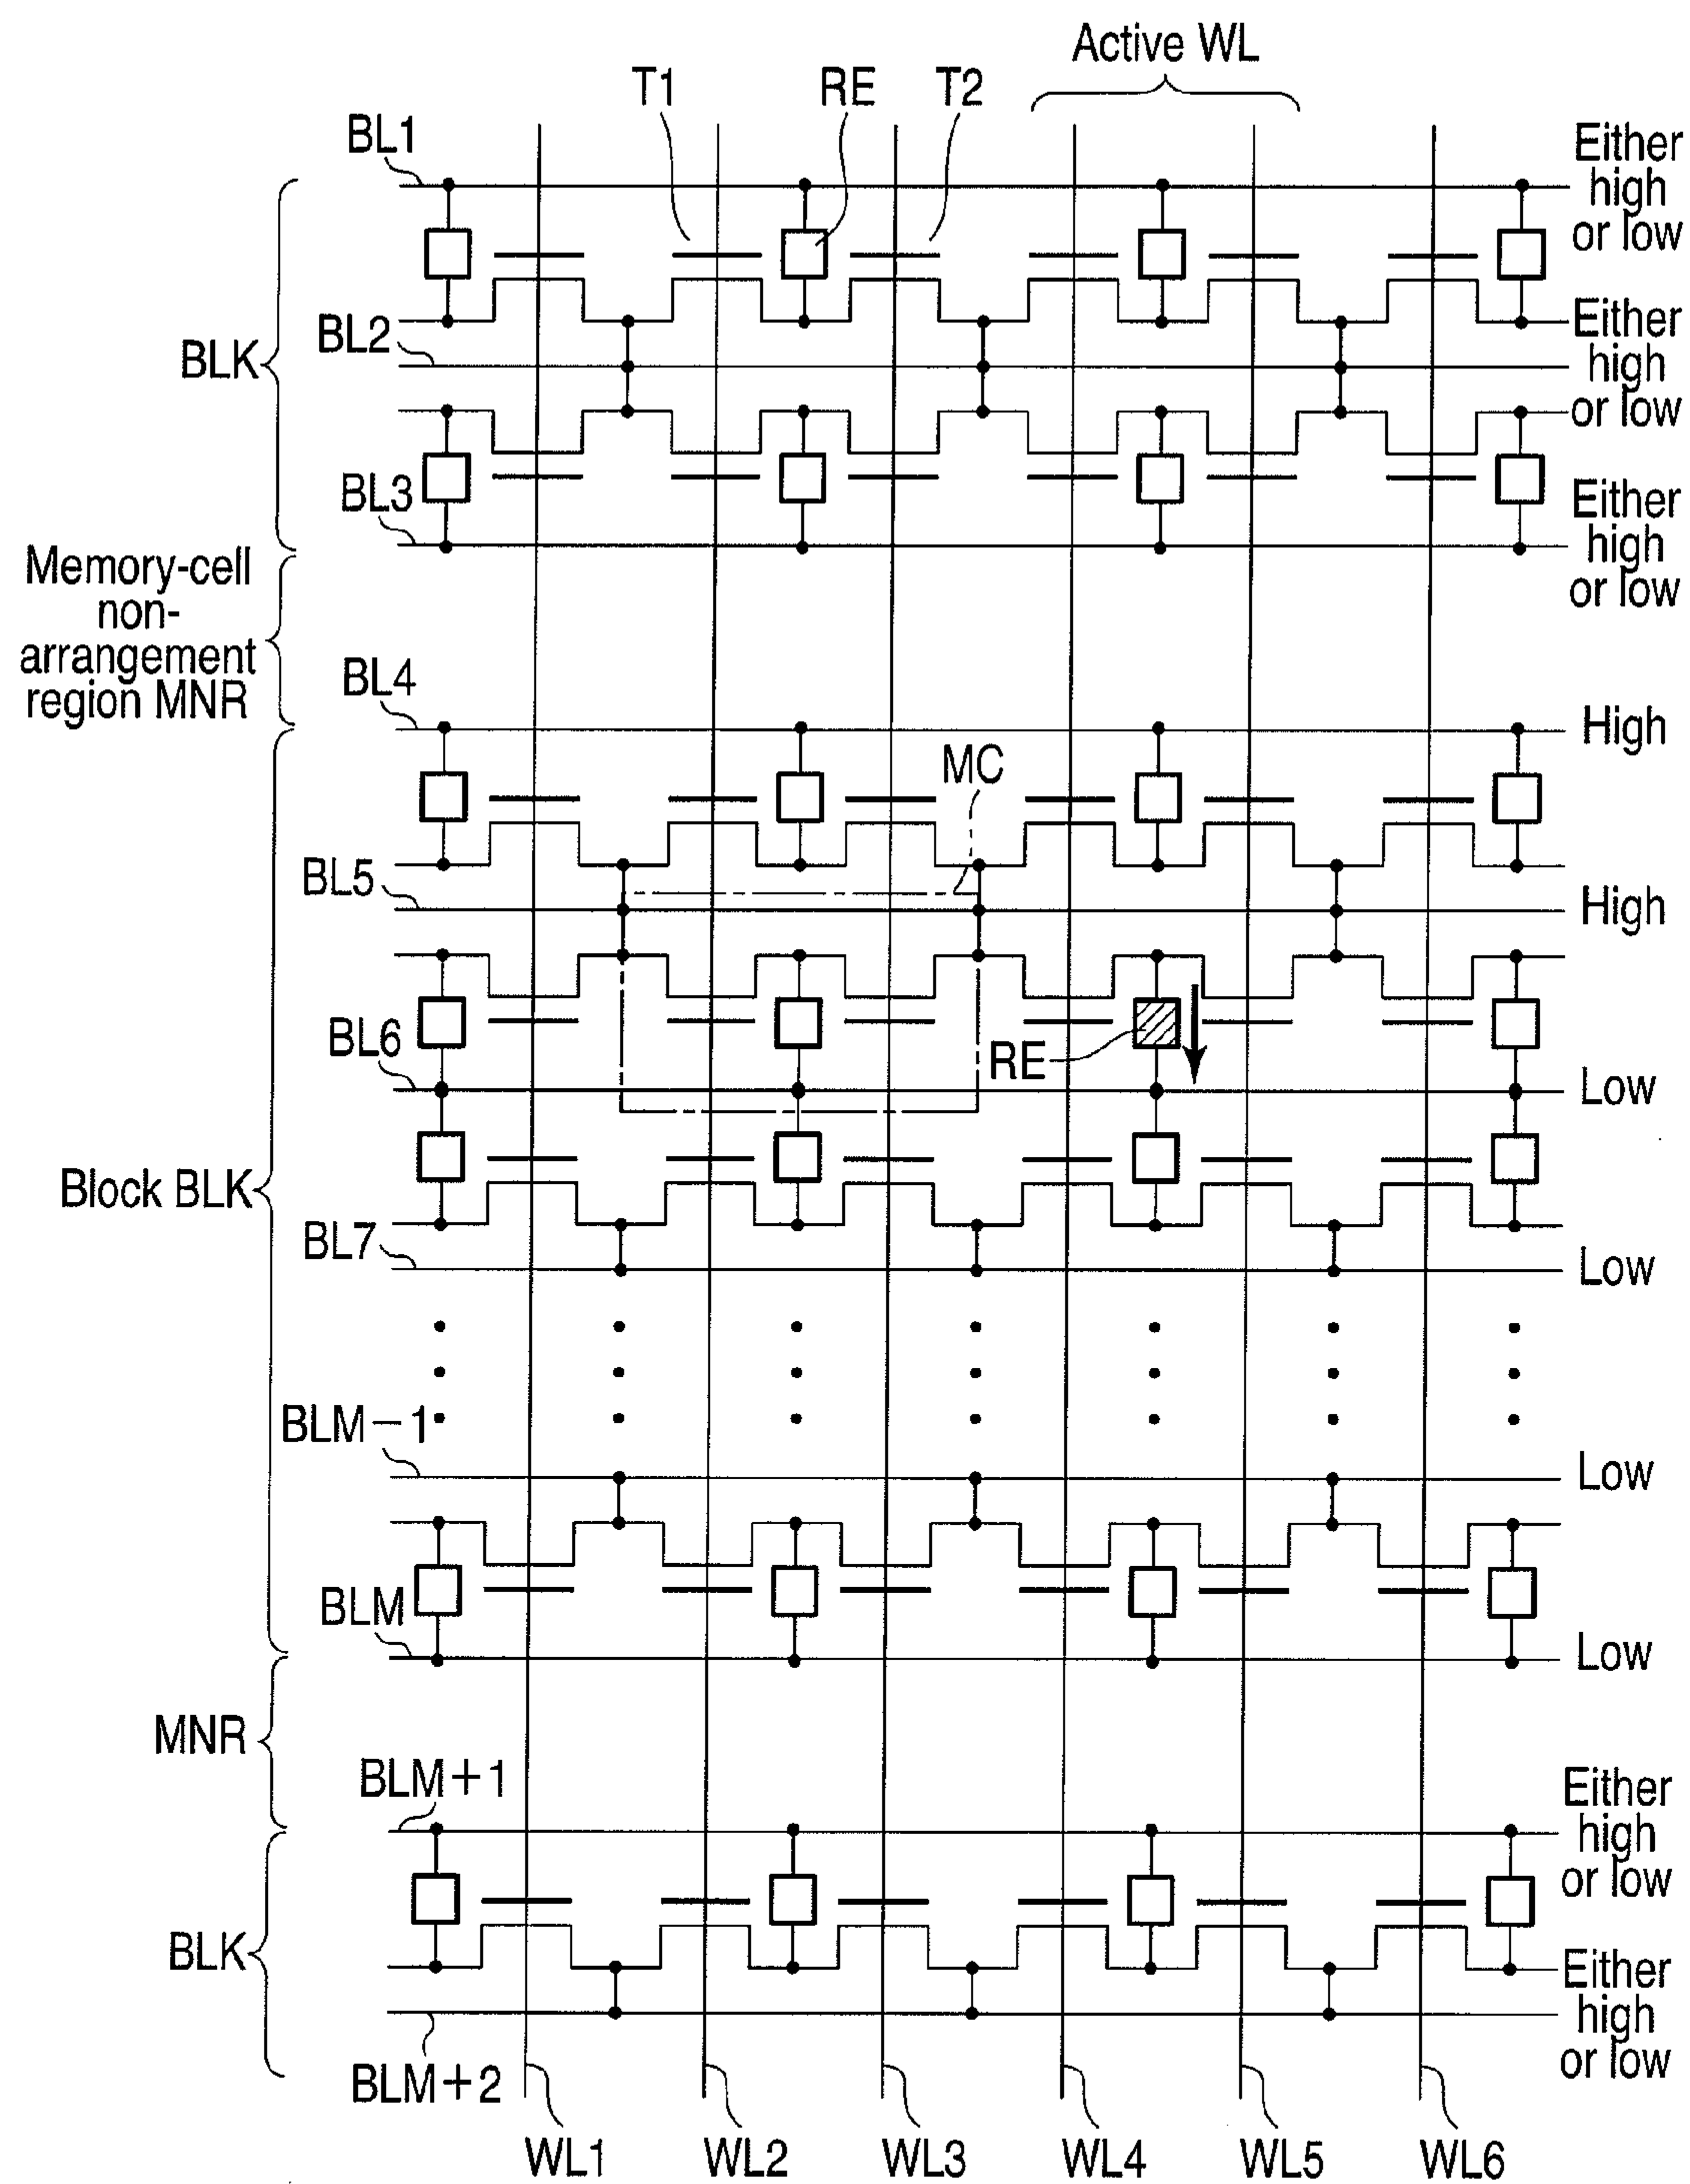 Active WL
T1
RE
T2
BL1
Either
high
or low
BL2
Either
high
or low
BLK
BL3
Either
high
or low
Memory-cell
non-
arrangement
region MNR
BL4
High
MC
BL5
High
BL6
RE
Low
Block BLK
BL7
Low
BLM−1
Low
BLM
Low
MNR
BLM+1
Either
high
or low
BLK
Either
high
or low
BLM+2
WL1
WL2
WL3
WL4
WL5
WL6